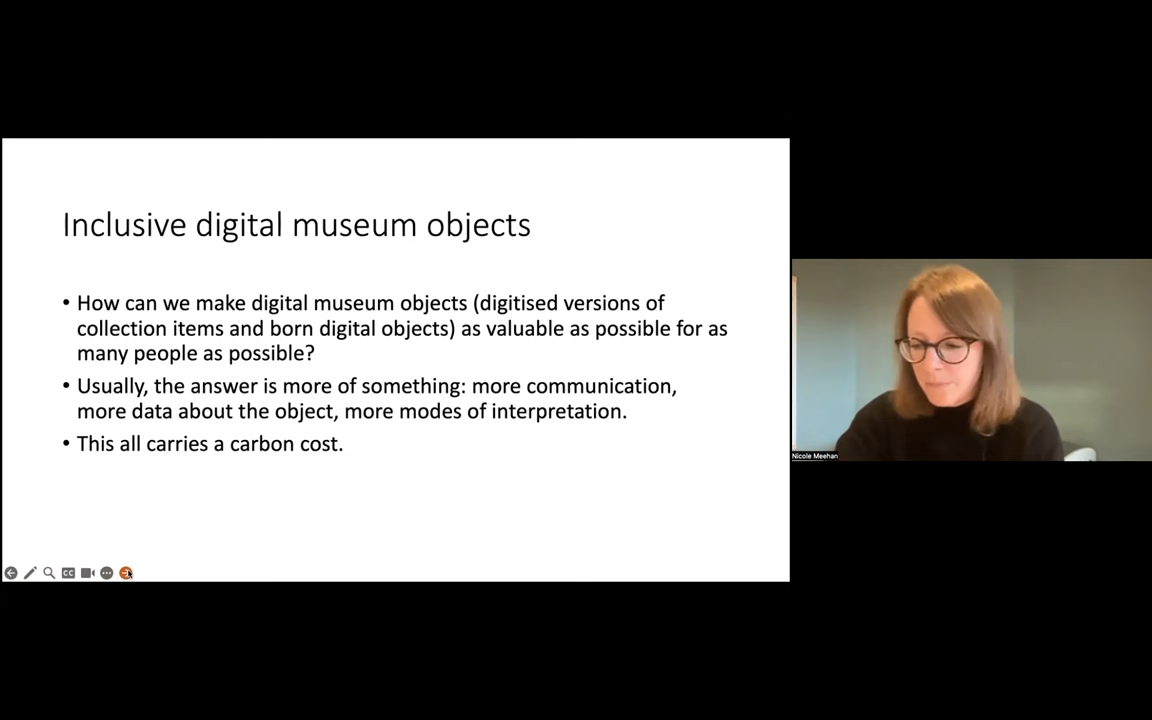 Inclusive digital museum objects
• How can we make digital museum objects (digitised versions of
collection items and born digital objects) as valuable as possible for as
many people as possible?
• Usually, the answer is more of something: more communication,
more data about the object, more modes of interpretation.
• This all carries a carbon cost.
CC
Nicole Meehan